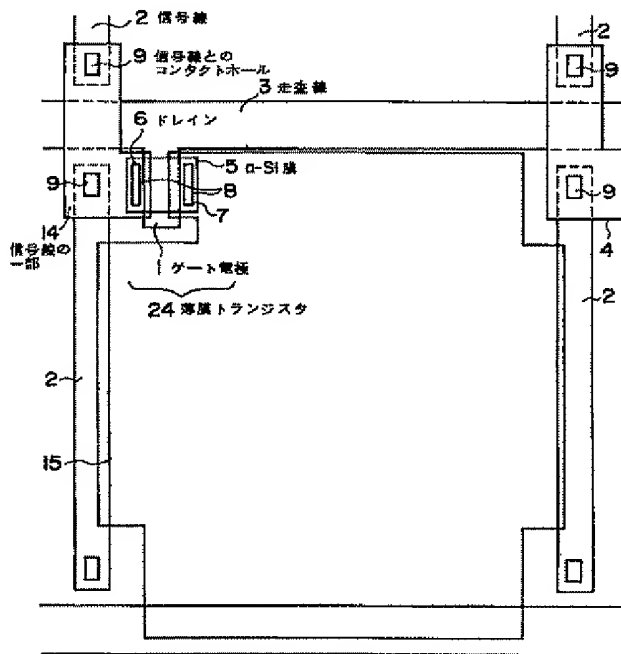 2 信号線
2
9 信号線との
コンタクトホール
9
3 走査線
6 ドレイン
5 α-Si膜
8
7
9
9
14
信号線の
一部
4
1 ゲート電極
24 薄膜トランジスタ
2
2
15